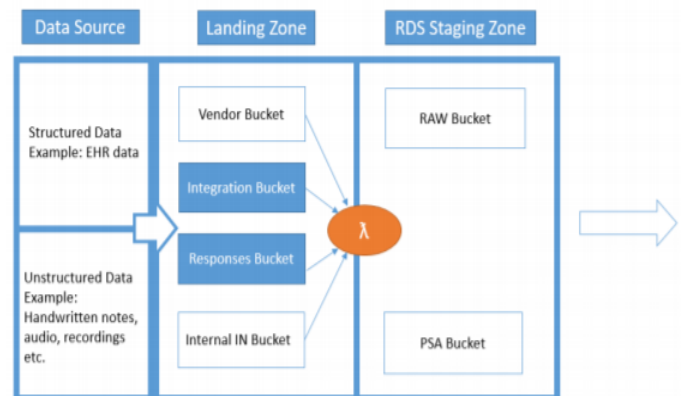 Data Source
Landing Zone
RDS Staging Zone
Structured Data
Example: EHR data
Unstructured Data
Example:
Handwritten notes,
audio, recordings
etc.
Vendor Bucket
Integration Bucket
Responses Bucket
Internal IN Bucket
λ
RAW Bucket
PSA Bucket